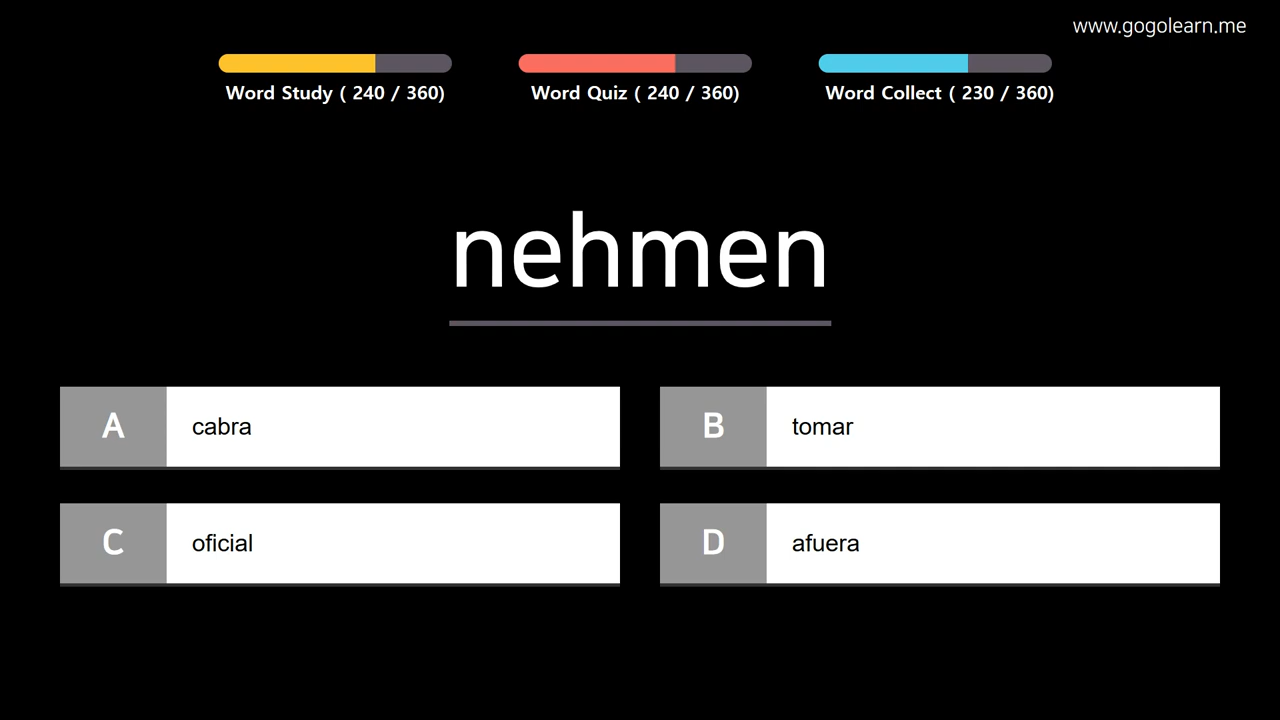 www.gogolearn.me
Word Study ( 240 / 360)
Word Quiz ( 240 / 360)
Word Collect ( 230 / 360)
nehmen
A cabra
B tomar
C oficial
D afuera